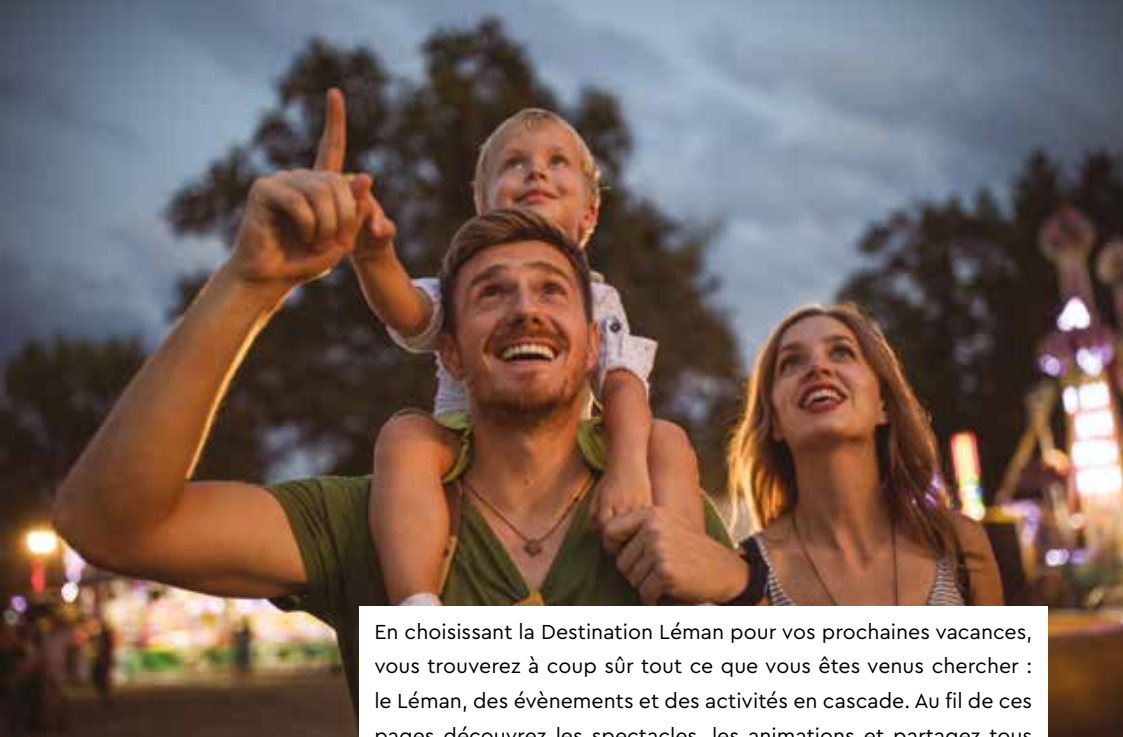 En choisissant la Destination Léman pour vos prochaines vacances,
vous trouverez à coup sûr tout ce que vous êtes venus chercher :
le Léman, des évènements et des activités en cascade. Au fil de ces
pages découvrez les spectacles, les animations et partagez tous